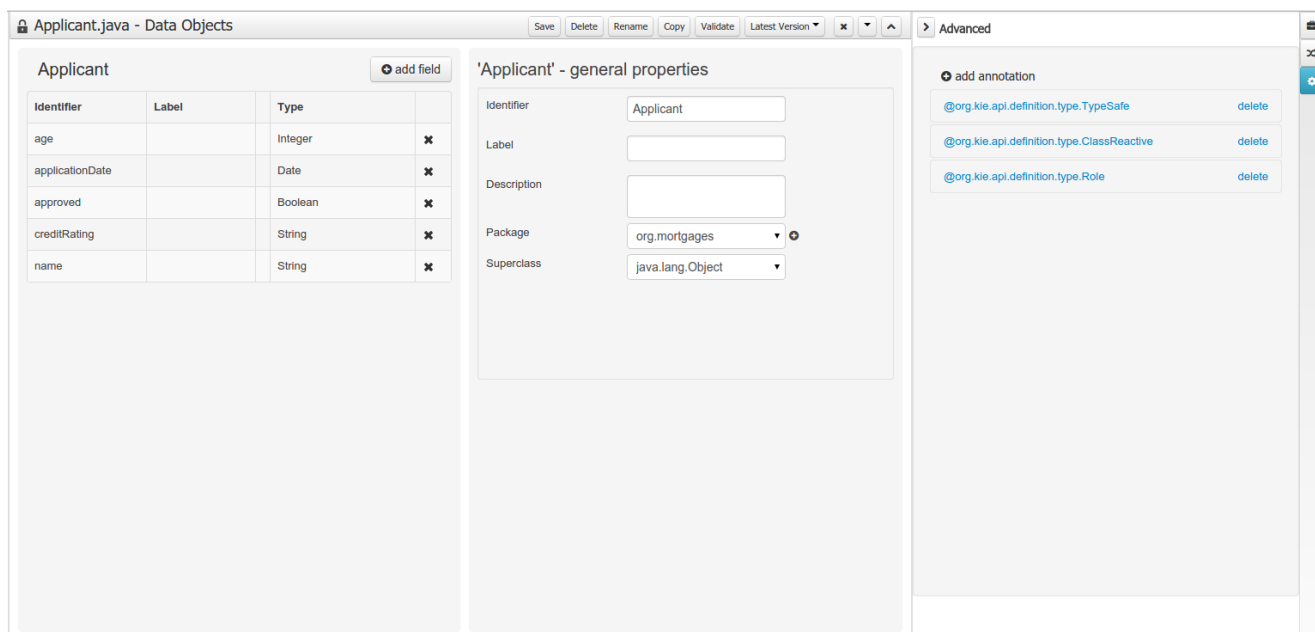 Applicant.java - Data Objects
Save Delete Rename Copy Validate Latest Version
Advanced
Applicant
add field
Identifier Label Type
age Integer
applicationDate Date
approved Boolean
creditRating String
name String
'Applicant' - general properties
Identifier Applicant
Label
Description
Package org.mortgages
Superclass java.lang.Object
add annotation
@org.kie.api.definition.type.TypeSafe delete
@org.kie.api.definition.type.ClassReactive delete
@org.kie.api.definition.type.Role delete